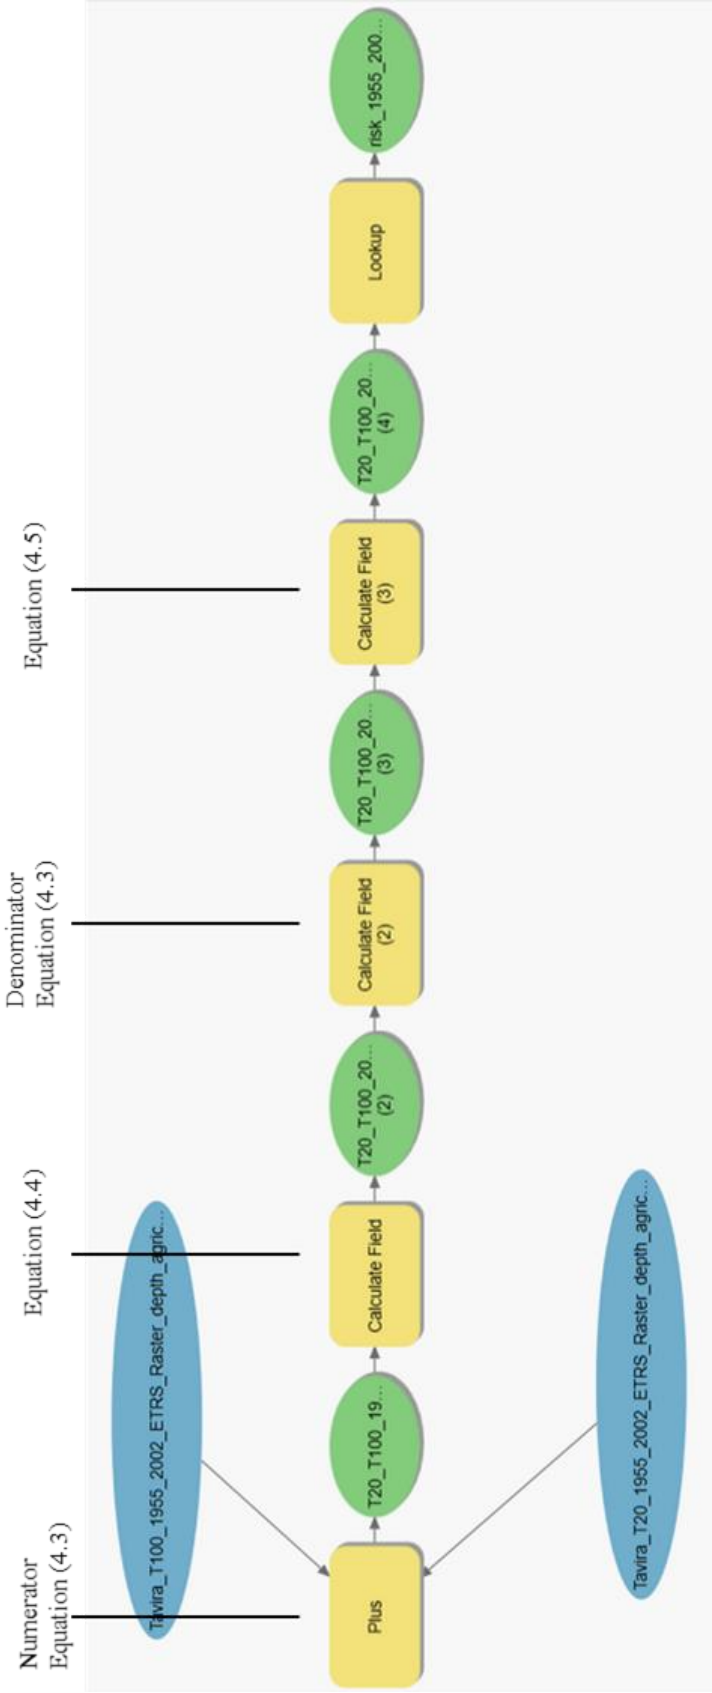 Numerator
Equation (4.3)
Equation (4.4)
Denominator
Equation (4.3)
Equation (4.5)
Tavira_T100_1955_2002_ETRS_Raster_depth_agric...
Plus
T20_T100_19...
Calculate Field
T20_T100_20...
(2)
Calculate Field
(2)
T20_T100_20...
(3)
Calculate Field
(3)
T20_T100_20...
(4)
Lookup
risk_1955_200...
Tavira_T20_1955_2002_ETRS_Raster_depth_agric...